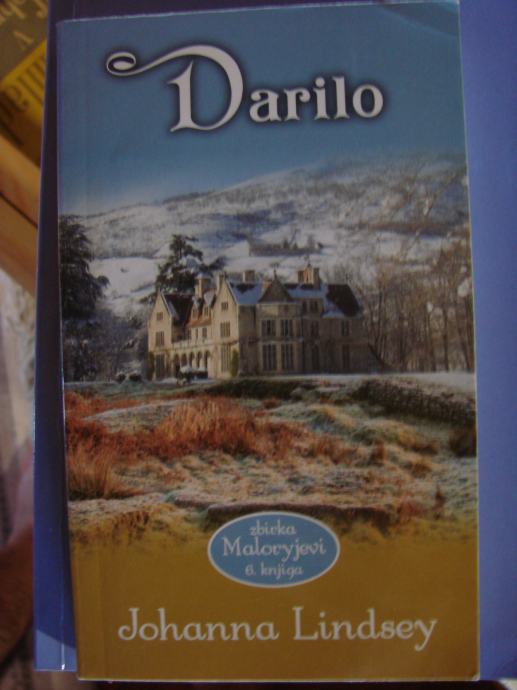 Darilo
zbirka
Maloryjevi
6. knjiga
Johanna Lindsey